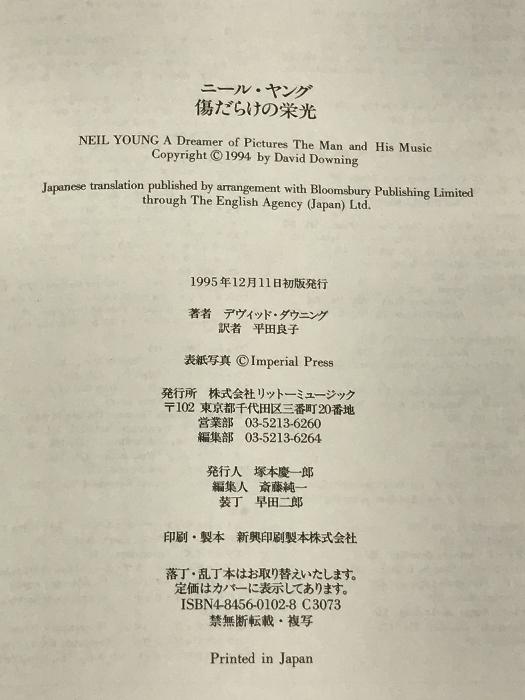 ニール・ヤング
傷だらけの栄光
NEIL YOUNG A Dreamer of Pictures The Man and His Music
Copyright © 1994 by David Downing
Japanese translation published by arrangement with Bloomsbury Publishing Limited
through The English Agency (Japan) Ltd.
1995年12月11日初版発行
著者 デヴィッド・ダウニング
訳者 平田良子
表紙写真 ©Imperial Press
発行所 株式会社リットーミュージック
〒102 東京都千代田区三番町20番地
営業部 03-5213-6260
編集部 03-5213-6264
発行人 塚本慶一郎
編集人 斎藤純一
装丁 早田二郎
印刷・製本 新興印刷製本株式会社
落丁・乱丁本はお取り替えいたします。
定価はカバーに表示してあります。
ISBN4-8456-0102-8 C3073
禁無断転載・複写
Printed in Japan